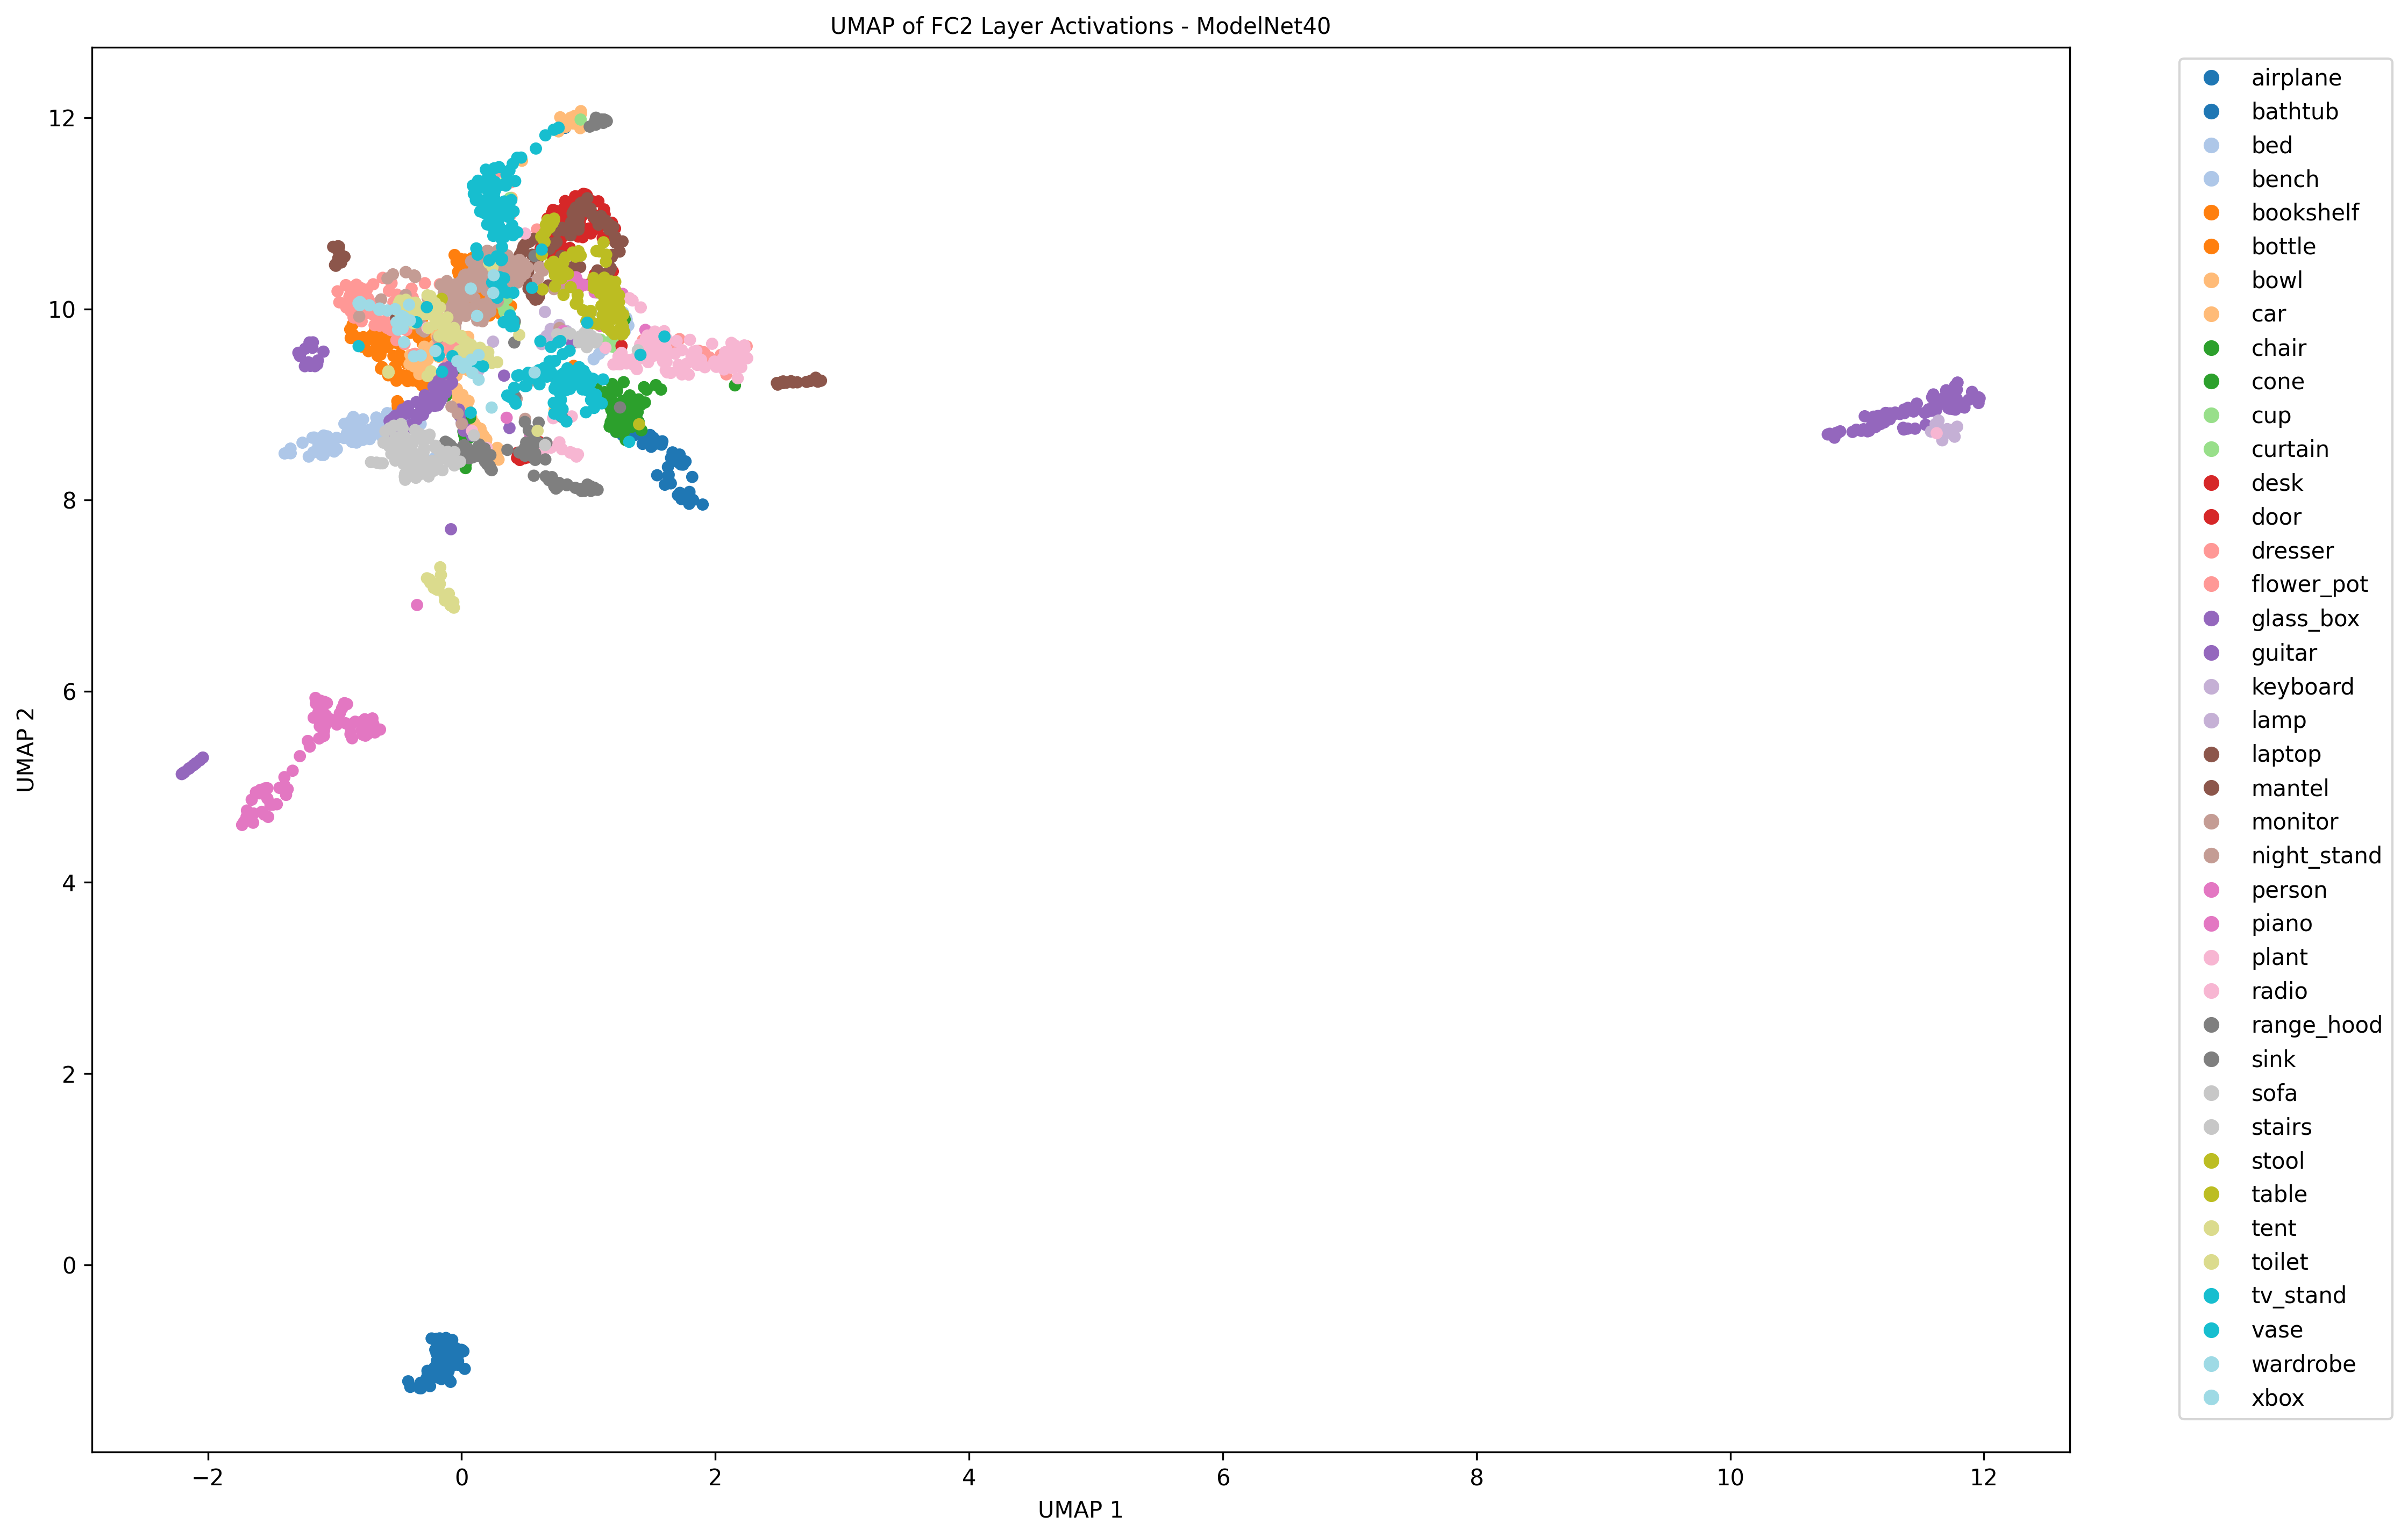 UMAP of FC2 Layer Activations - ModelNet40
12
10
8
6
4
2
0
UMAP 2
−2
0
2
4
6
8
10
12
UMAP 1
airplane
bathtub
bed
bench
bookshelf
bottle
bowl
car
chair
cone
cup
curtain
desk
door
dresser
flower_pot
glass_box
guitar
keyboard
lamp
laptop
mantel
monitor
night_stand
person
piano
plant
radio
range_hood
sink
sofa
stairs
stool
table
tent
toilet
tv_stand
vase
wardrobe
xbox